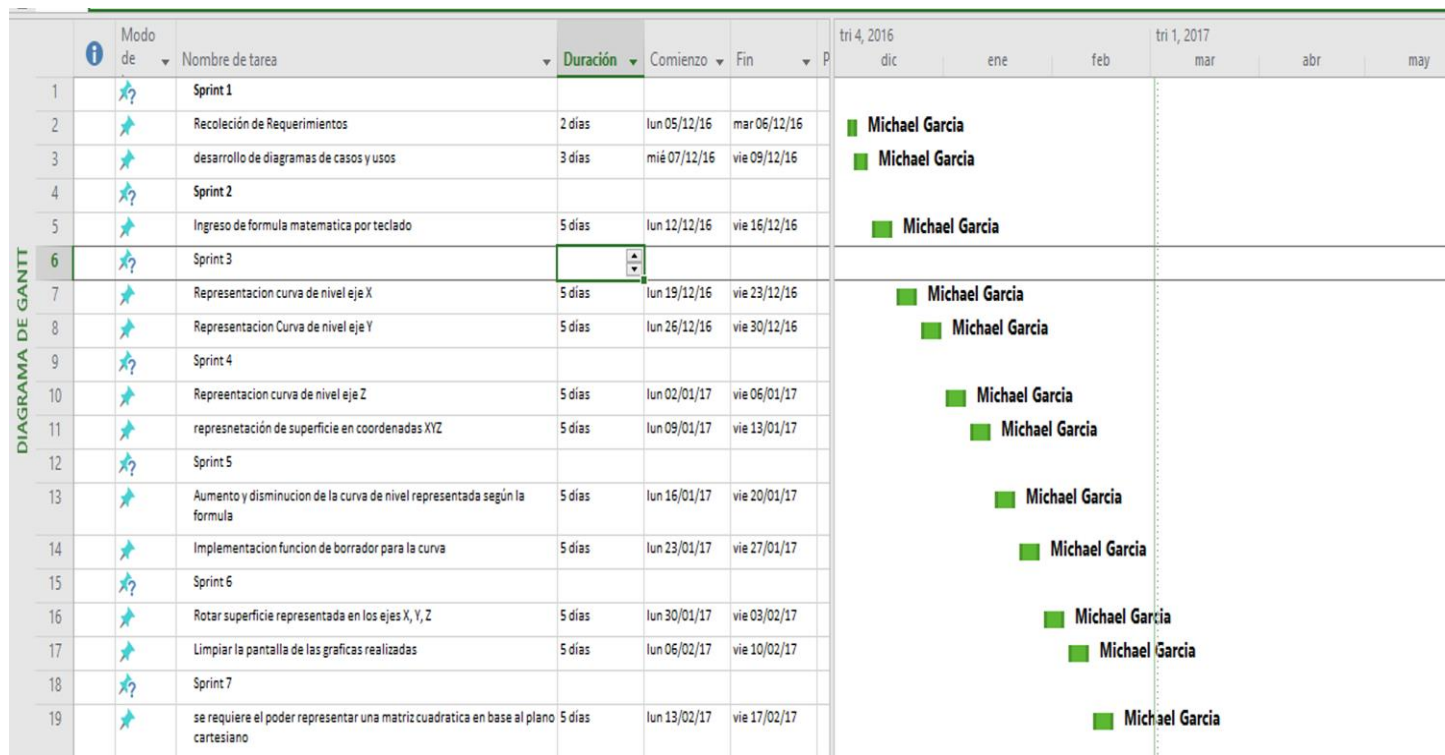 DIAGRAMA DE GANTT
Modo de Nombre de tarea Duración Comienzo Fin P
tri 4, 2016 tri 1, 2017
dic ene feb mar abr may
1 Sprint 1
2 Recoleción de Requerimientos 2 días lun 05/12/16 mar 06/12/16 Michael Garcia
3 desarrollo de diagramas de casos y usos 3 días mié 07/12/16 vie 09/12/16 Michael Garcia
4 Sprint 2
5 Ingreso de formula matematica por teclado 5 días lun 12/12/16 vie 16/12/16 Michael Garcia
6 Sprint 3
7 Representacion curva de nivel eje X 5 días lun 19/12/16 vie 23/12/16 Michael Garcia
8 Representacion Curva de nivel eje Y 5 días lun 26/12/16 vie 30/12/16 Michael Garcia
9 Sprint 4
10 Repreentacion curva de nivel eje Z 5 días lun 02/01/17 vie 06/01/17 Michael Garcia
11 represnetación de superficie en coordenadas XYZ 5 días lun 09/01/17 vie 13/01/17 Michael Garcia
12 Sprint 5
13 Aumento y disminucion de la curva de nivel representada según la 5 días lun 16/01/17 vie 20/01/17 Michael Garcia
formula
14 Implementacion funcion de borrador para la curva 5 días lun 23/01/17 vie 27/01/17 Michael Garcia
15 Sprint 6
16 Rotar superficie representada en los ejes X, Y, Z 5 días lun 30/01/17 vie 03/02/17 Michael Garcia
17 Limpiar la pantalla de las graficas realizadas 5 días lun 06/02/17 vie 10/02/17 Michael Garcia
18 Sprint 7
19 se requiere el poder representar una matriz cuadratica en base al plano 5 días lun 13/02/17 vie 17/02/17 Michael Garcia
cartesiano